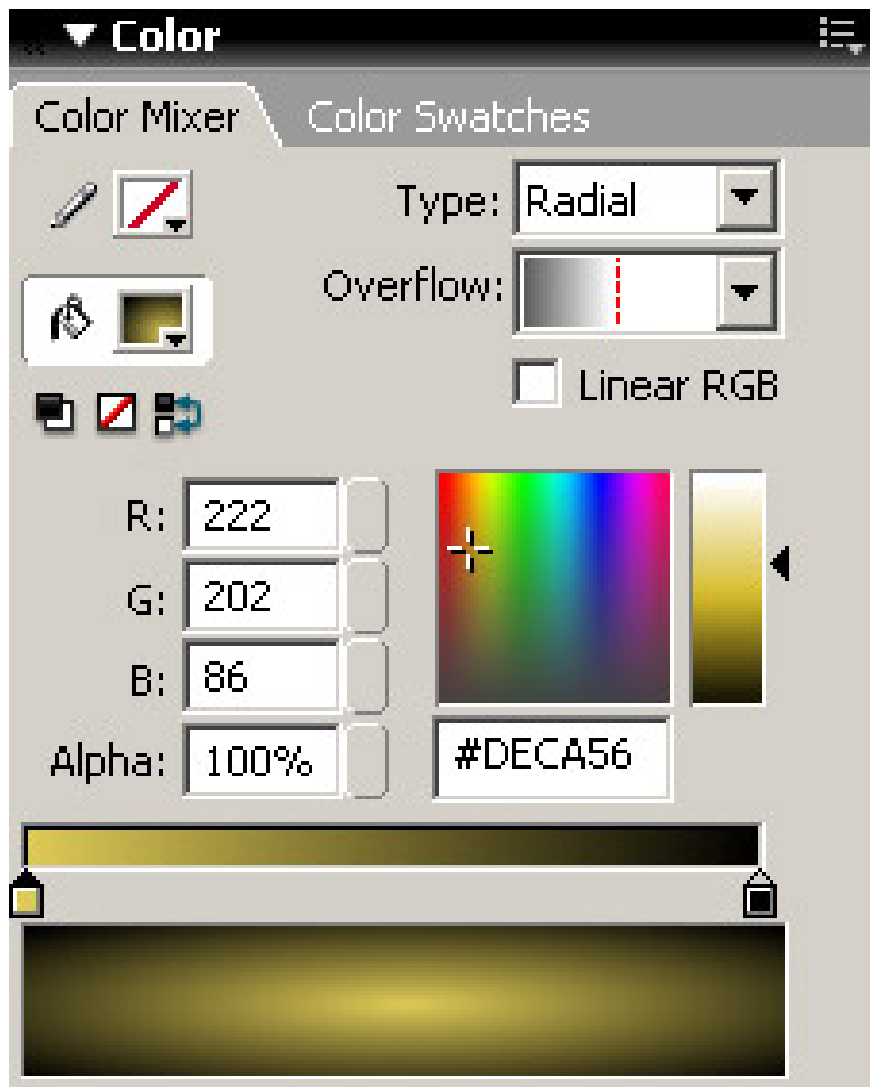 Color
Color Mixer Color Swatches
Type: Radial
Overflow:
Linear RGB
R: 222
G: 202
B: 86
Alpha: 100% #DECA56